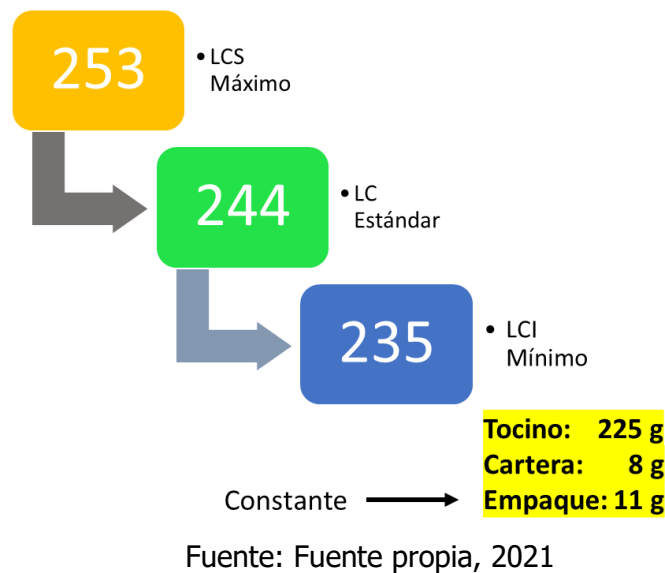 253
• LCS
Máximo
244
• LC
Estándar
235
• LCI
Mínimo
Tocino: 225 g
Cartera: 8 g
Constante
Empaque: 11 g
Fuente: Fuente propia, 2021